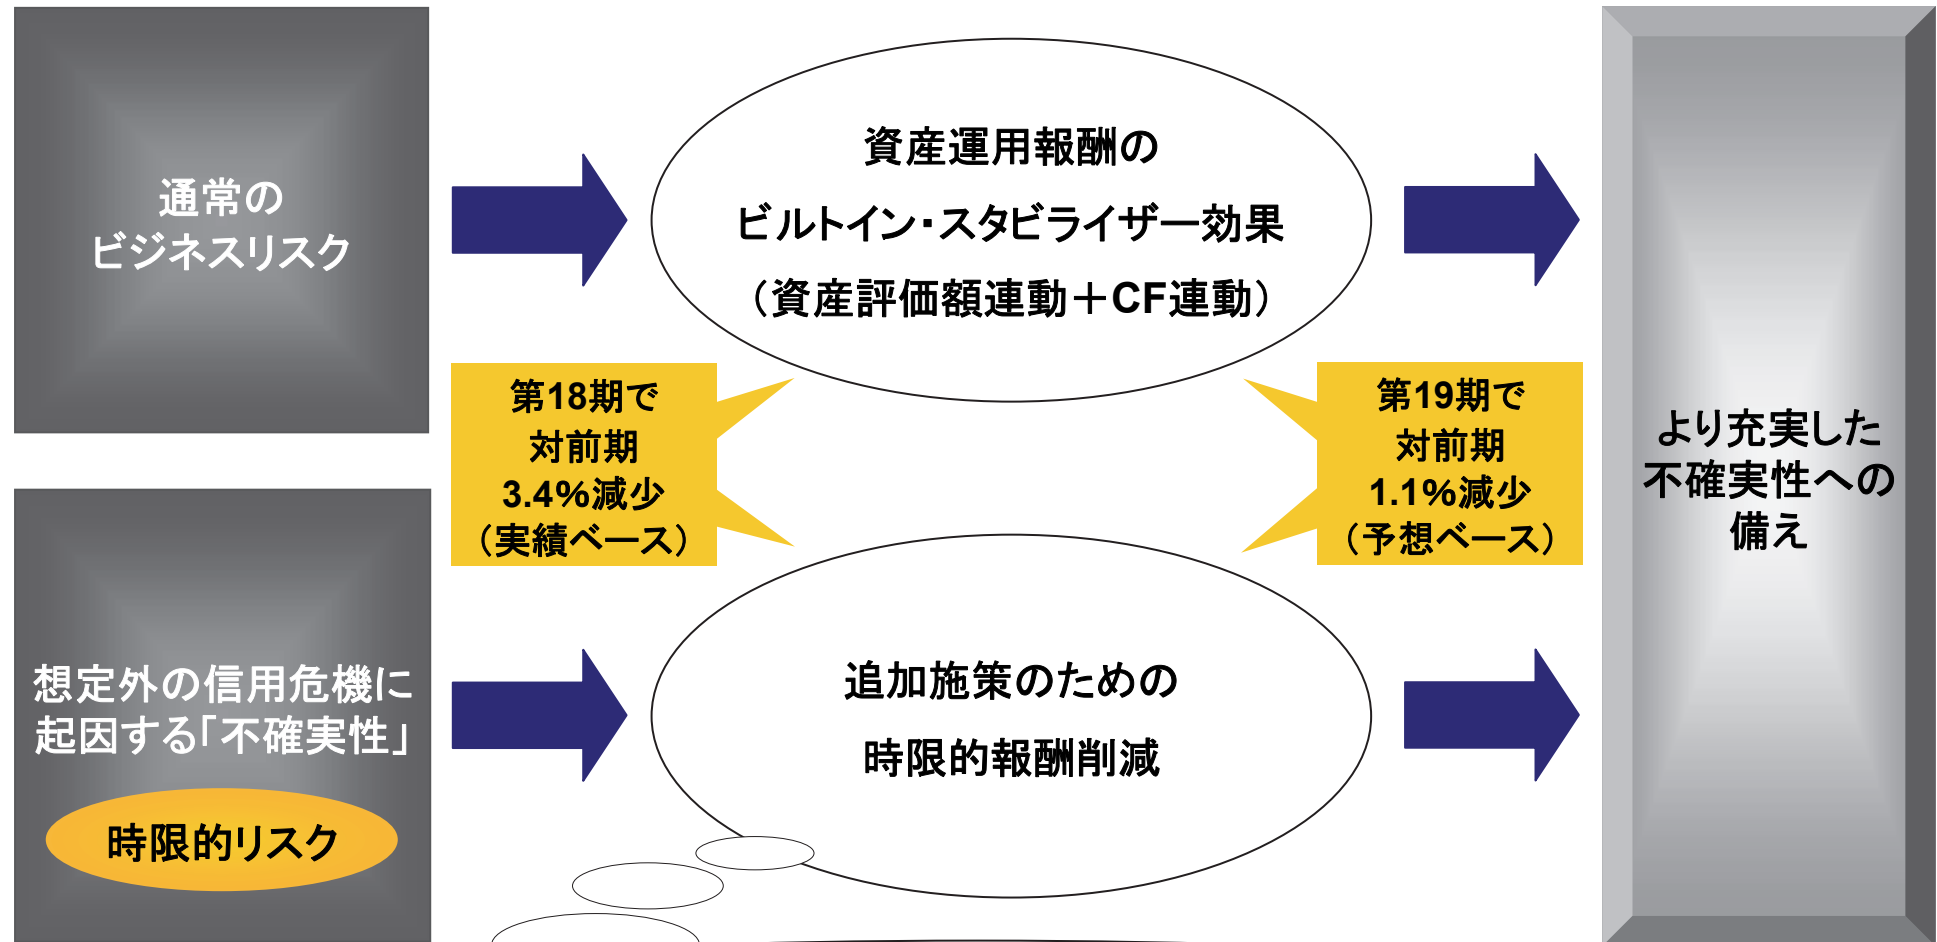 通常の
ビジネスリスク
資産運用報酬の
ビルトイン・スタビライザー効果
（資産評価額連動＋CF連動）
第18期で
対前期
3.4%減少
（実績ベース）
第19期で
対前期
1.1%減少
（予想ベース）
より充実した
不確実性への
備え
想定外の信用危機に
起因する「不確実性」
時限的リスク
追加施策のための
時限的報酬削減